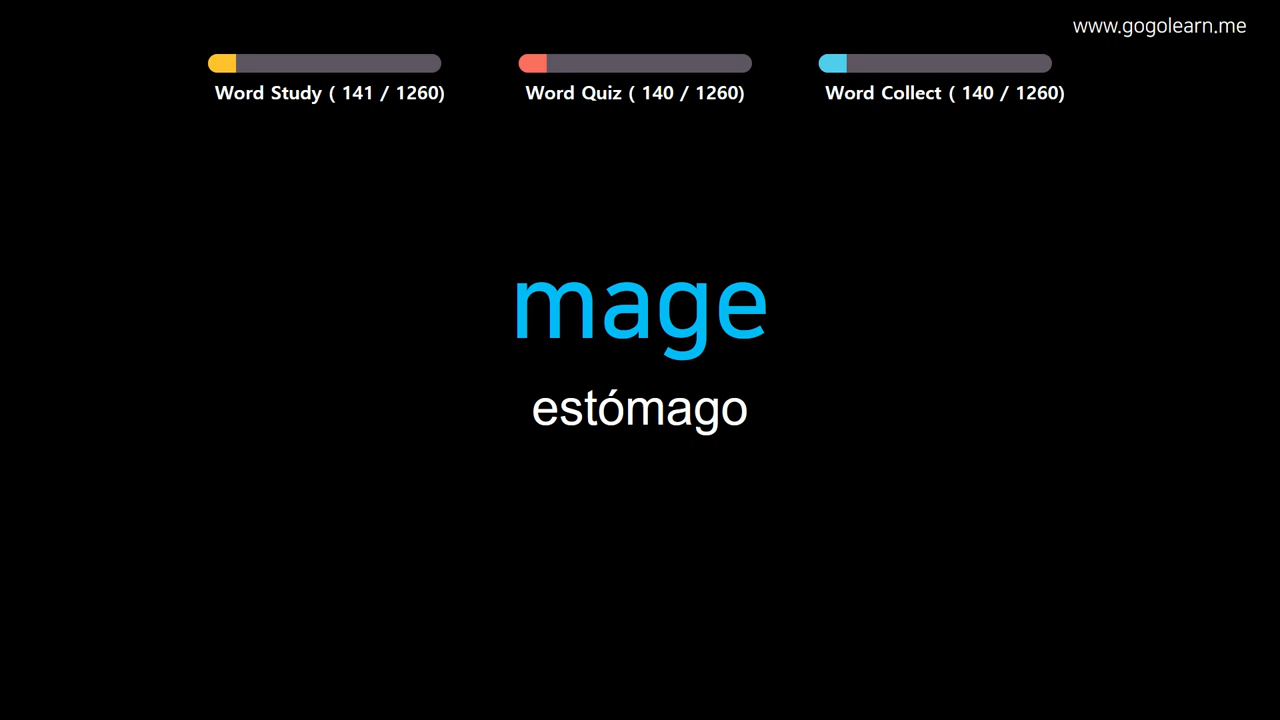 www.gogolearn.me
Word Study ( 141 / 1260)
Word Quiz ( 140 / 1260)
Word Collect ( 140 / 1260)
mage
estómago